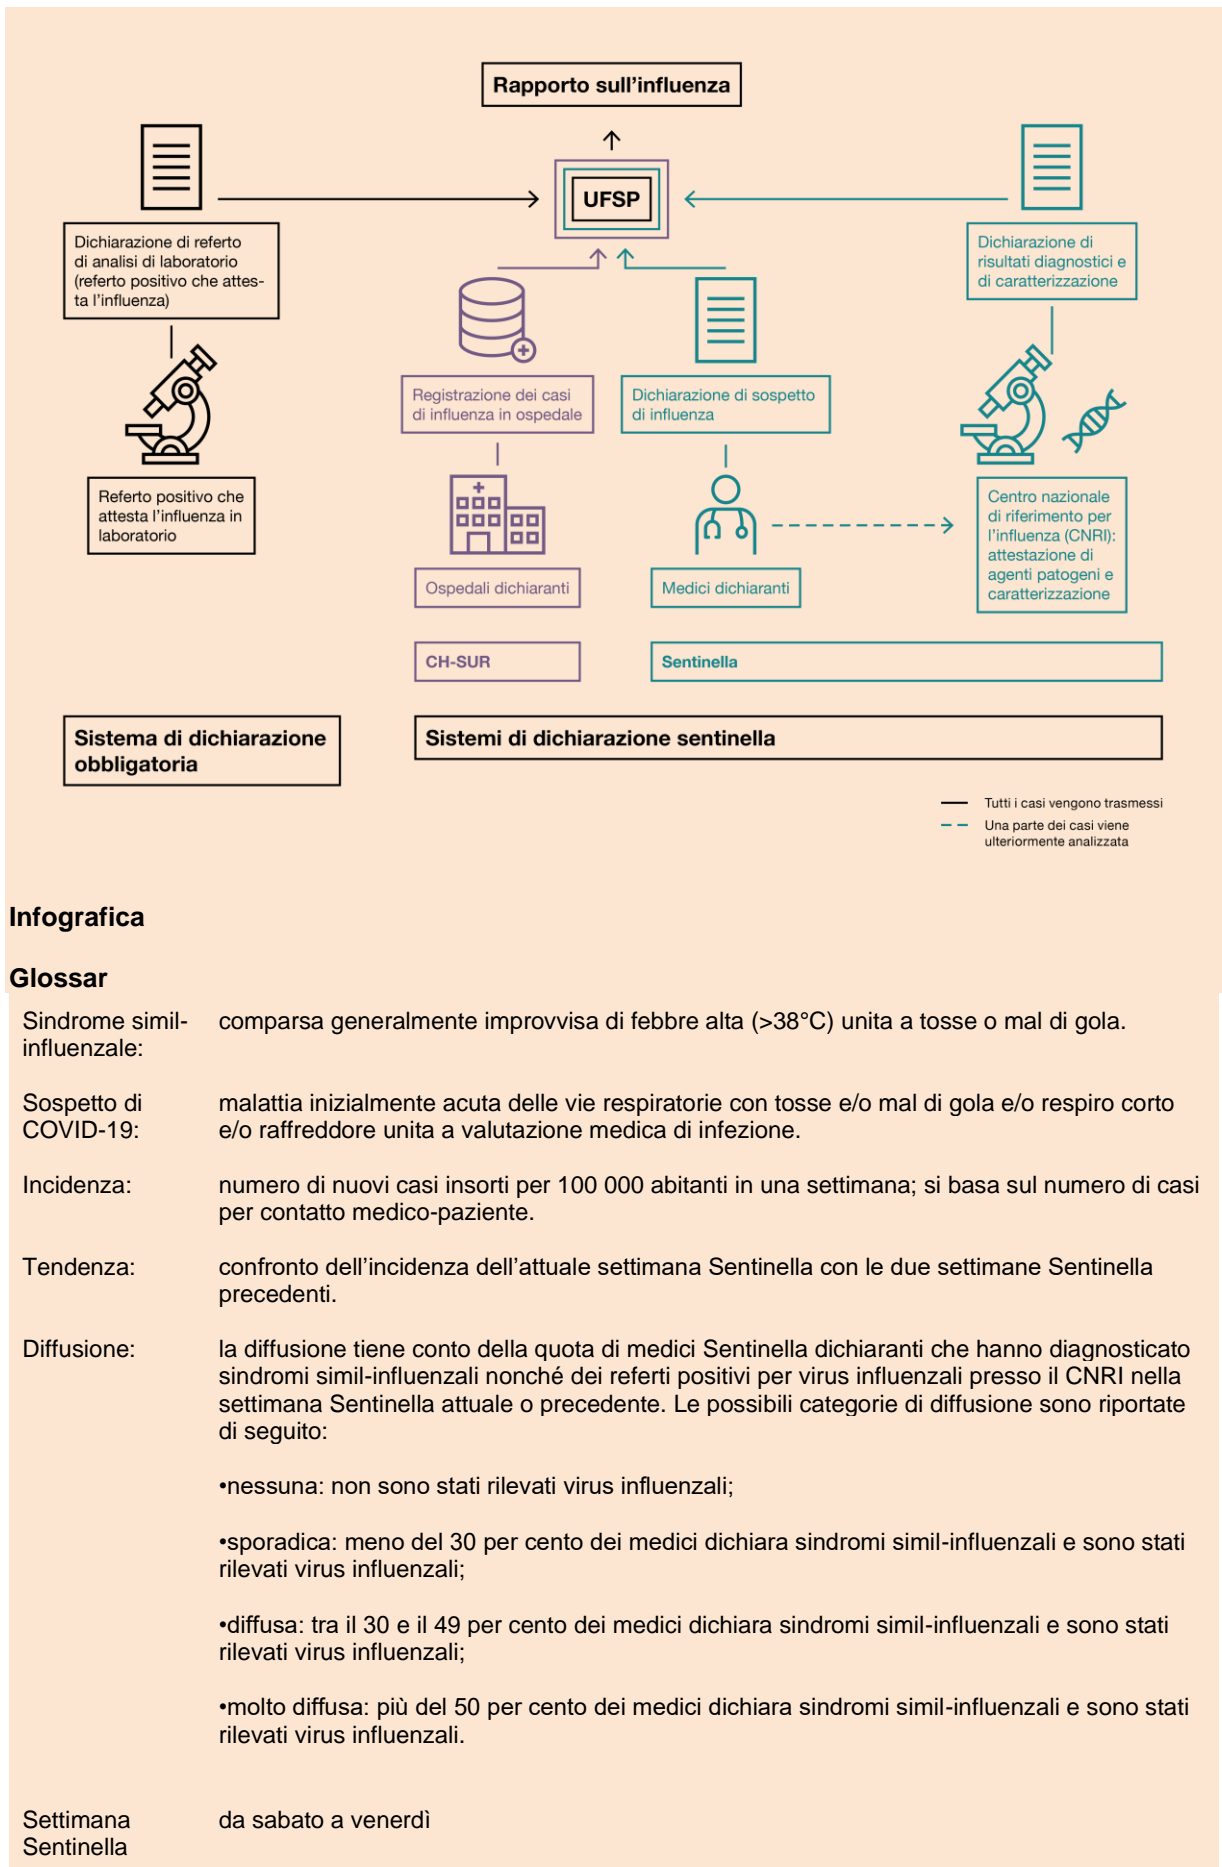 Rapporto sull'influenza
UFSP
Dichiarazione di referto
di analisi di laboratorio
(referto positivo che attes-
ta l'influenza)
Dichiarazione di
risultati diagnostici e
di caratterizzazione
Registrazione dei casi
di influenza in ospedale
Dichiarazione di sospetto
di influenza
Referto positivo che
attesta l'influenza in
laboratorio
Centro nazionale
di riferimento per
l'influenza (CNRI):
attestazione di
agenti patogeni e
caratterizzazione
Ospedali dichiaranti
Medici dichiaranti
CH-SUR
Sentinella
Sistema di dichiarazione
obbligatoria
Sistemi di dichiarazione sentinella
Tutti i casi vengono trasmessi
Una parte dei casi viene
ulteriormente analizzata
Infografica
Glossar
Sindrome simil-
influenzale:
comparsa generalmente improvvisa di febbre alta (>38°C) unita a tosse o mal di gola.
Sospetto di
COVID-19:
malattia inizialmente acuta delle vie respiratorie con tosse e/o mal di gola e/o respiro corto
e/o raffreddore unita a valutazione medica di infezione.
Incidenza:
numero di nuovi casi insorti per 100 000 abitanti in una settimana; si basa sul numero di casi
per contatto medico-paziente.
Tendenza:
confronto dell'incidenza dell'attuale settimana Sentinella con le due settimane Sentinella
precedenti.
Diffusione:
la diffusione tiene conto della quota di medici Sentinella dichiaranti che hanno diagnosticato
sindromi simil-influenzali nonché dei referti positivi per virus influenzali presso il CNRI nella
settimana Sentinella attuale o precedente. Le possibili categorie di diffusione sono riportate
di seguito:
•nessuna: non sono stati rilevati virus influenzali;
•sporadica: meno del 30 per cento dei medici dichiara sindromi simil-influenzali e sono stati
rilevati virus influenzali;
•diffusa: tra il 30 e il 49 per cento dei medici dichiara sindromi simil-influenzali e sono stati
rilevati virus influenzali;
•molto diffusa: più del 50 per cento dei medici dichiara sindromi simil-influenzali e sono stati
rilevati virus influenzali.
Settimana
Sentinella
da sabato a venerdì